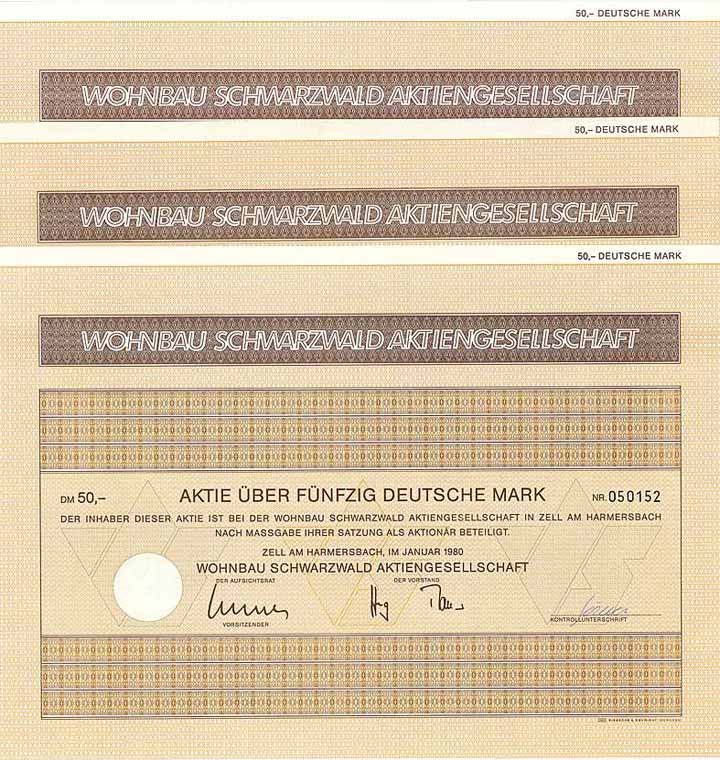 50,– DEUTSCHE MARK
WOHNBAU SCHWARZWALD AKTIENGESELLSCHAFT
50,– DEUTSCHE MARK
WOHNBAU SCHWARZWALD AKTIENGESELLSCHAFT
50,– DEUTSCHE MARK
WOHNBAU SCHWARZWALD AKTIENGESELLSCHAFT
DM 50,– AKTIE ÜBER FÜNFZIG DEUTSCHE MARK NR. 050152
DER INHABER DIESER AKTIE IST BEI DER WOHNBAU SCHWARZWALD AKTIENGESELLSCHAFT IN ZELL AM HARMERSBACH
NACH MASSGABE IHRER SATZUNG ALS AKTIONÄR BETEILIGT.
ZELL AM HARMERSBACH, IM JANUAR 1980
WOHNBAU SCHWARZWALD AKTIENGESELLSCHAFT
DER AUFSICHTSRAT DER VORSTAND
VORSITZENDER KONTROLLUNTERSCHRIFT